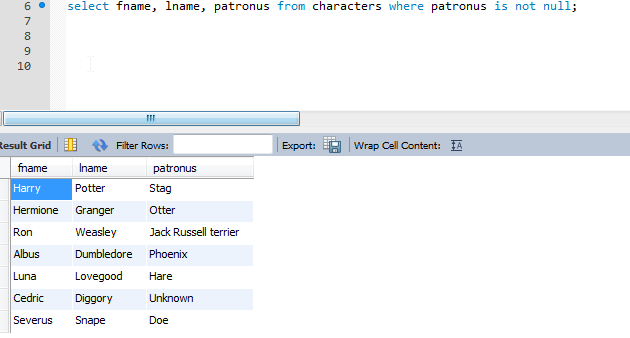 6 select fname, lname, patronus from characters where patronus is not null;
7
8
9
10
Result Grid Filter Rows: Export: Wrap Cell Content: IA
fname lname patronus
Harry Potter Stag
Hermione Granger Otter
Ron Weasley Jack Russell terrier
Albus Dumbledore Phoenix
Luna Lovegood Hare
Cedric Diggory Unknown
Severus Snape Doe